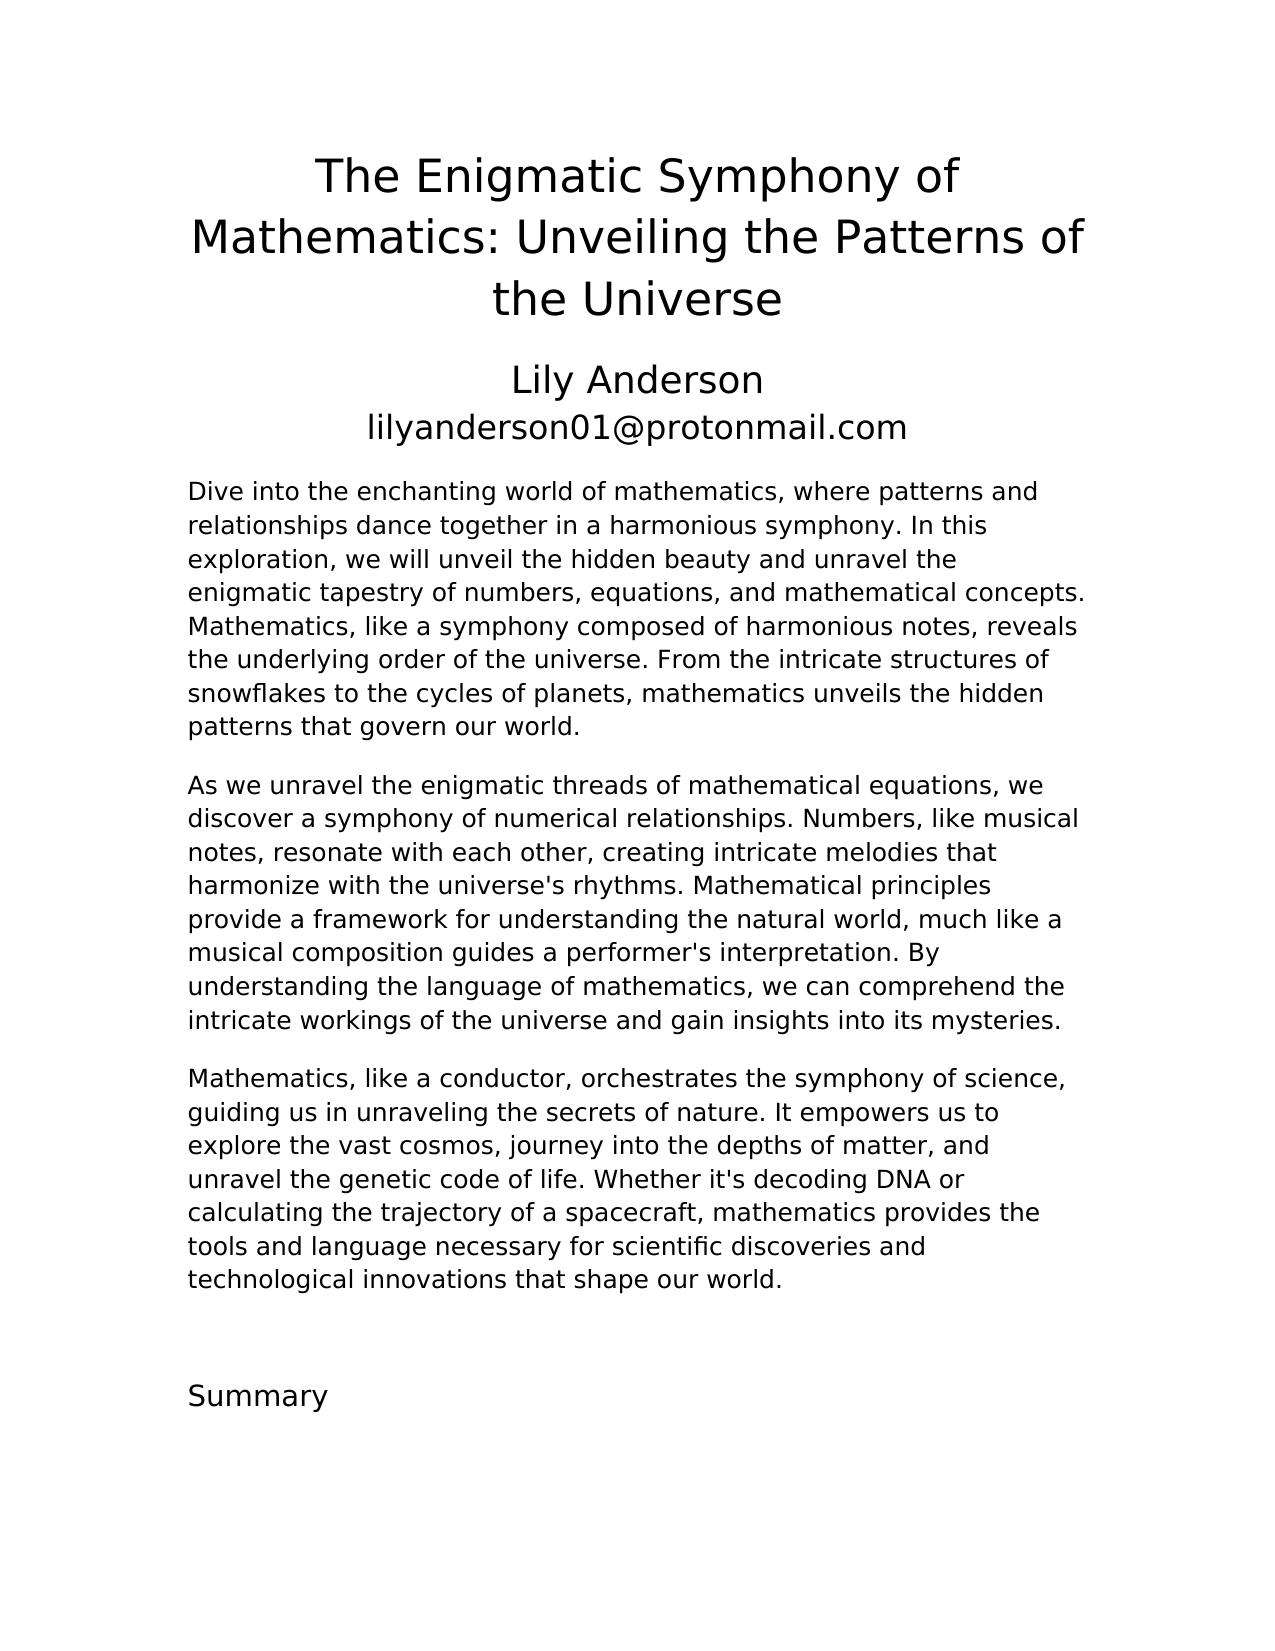 The Enigmatic Symphony of
Mathematics: Unveiling the Patterns of
the Universe
Lily Anderson
lilyanderson01@protonmail.com
Dive into the enchanting world of mathematics, where patterns and
relationships dance together in a harmonious symphony. In this
exploration, we will unveil the hidden beauty and unravel the
enigmatic tapestry of numbers, equations, and mathematical concepts.
Mathematics, like a symphony composed of harmonious notes, reveals
the underlying order of the universe. From the intricate structures of
snowflakes to the cycles of planets, mathematics unveils the hidden
patterns that govern our world.
As we unravel the enigmatic threads of mathematical equations, we
discover a symphony of numerical relationships. Numbers, like musical
notes, resonate with each other, creating intricate melodies that
harmonize with the universe's rhythms. Mathematical principles
provide a framework for understanding the natural world, much like a
musical composition guides a performer's interpretation. By
understanding the language of mathematics, we can comprehend the
intricate workings of the universe and gain insights into its mysteries.
Mathematics, like a conductor, orchestrates the symphony of science,
guiding us in unraveling the secrets of nature. It empowers us to
explore the vast cosmos, journey into the depths of matter, and
unravel the genetic code of life. Whether it's decoding DNA or
calculating the trajectory of a spacecraft, mathematics provides the
tools and language necessary for scientific discoveries and
technological innovations that shape our world.
Summary